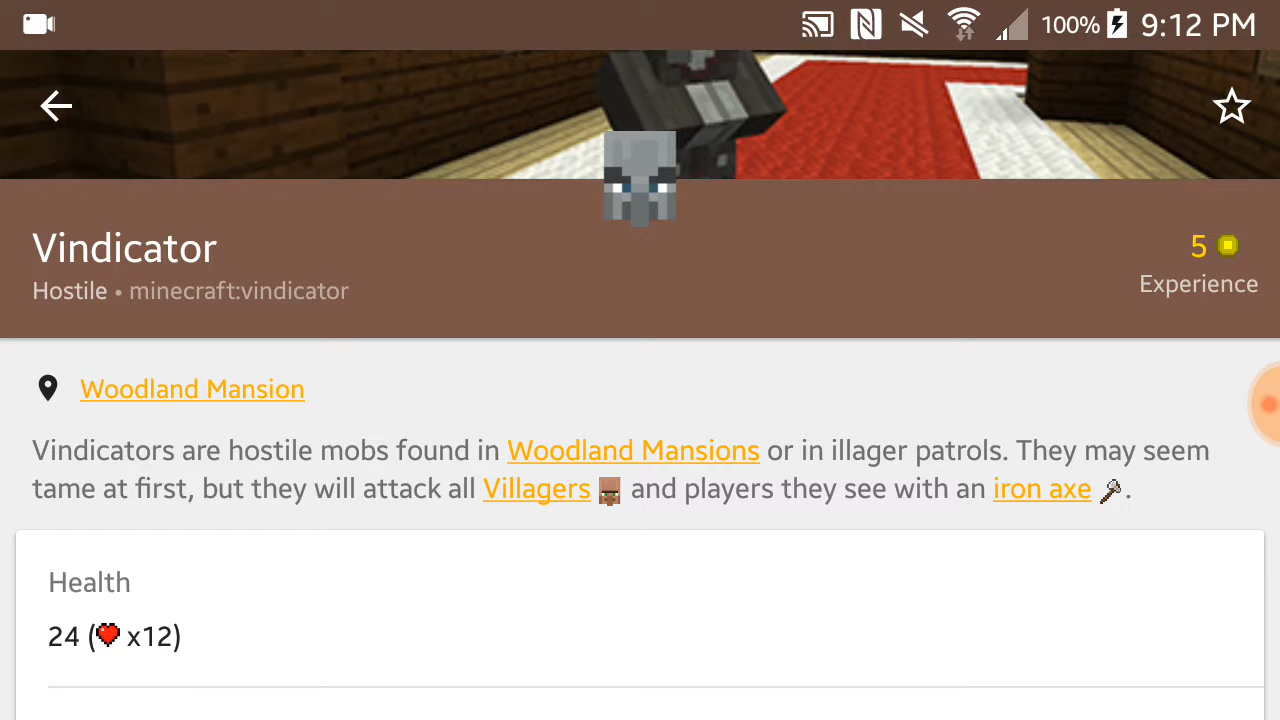 100% 9:12 PM
Vindicator
5
Hostile • minecraft:vindicator
Experience
Woodland Mansion
Vindicators are hostile mobs found in Woodland Mansions or in illager patrols. They may seem
tame at first, but they will attack all Villagers and players they see with an iron axe .
Health
24 ( x12)